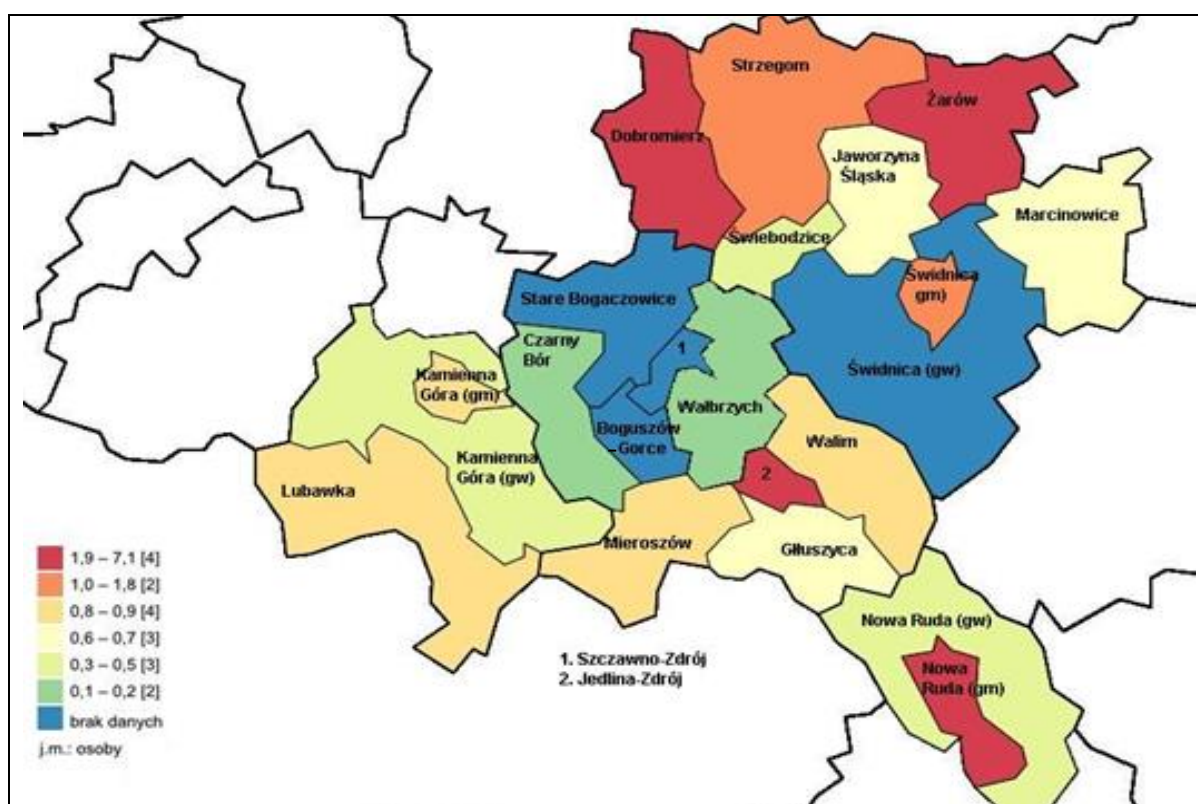 Strzegom
Żarów
Dobromierz
Jaworzyna
Śląska
Marcinowice
Świebodzice
Świdnica
gm)
Stare Bogaczowice
Czarny
Bór
1
Kamienna
Góra (gm)
Świdnica (gw)
Wałbrzych
Boguszów
-Gorce
Walim
Kamienna
Góra (gw)
2
Lubawka
Mieroszów
Głłuszyca
Nowa Ruda (gw)
Nowa
Ruda (gm)
1. Szczawno-Zdrój
2. Jedlina-Zdrój
1,9 – 7,1 [4]
1,0 – 1,8 [2]
0,8 – 0,9 [4]
0,6 – 0,7 [3]
0,3 – 0,5 [3]
0,1 – 0,2 [2]
brak danych
j.m.: osoby